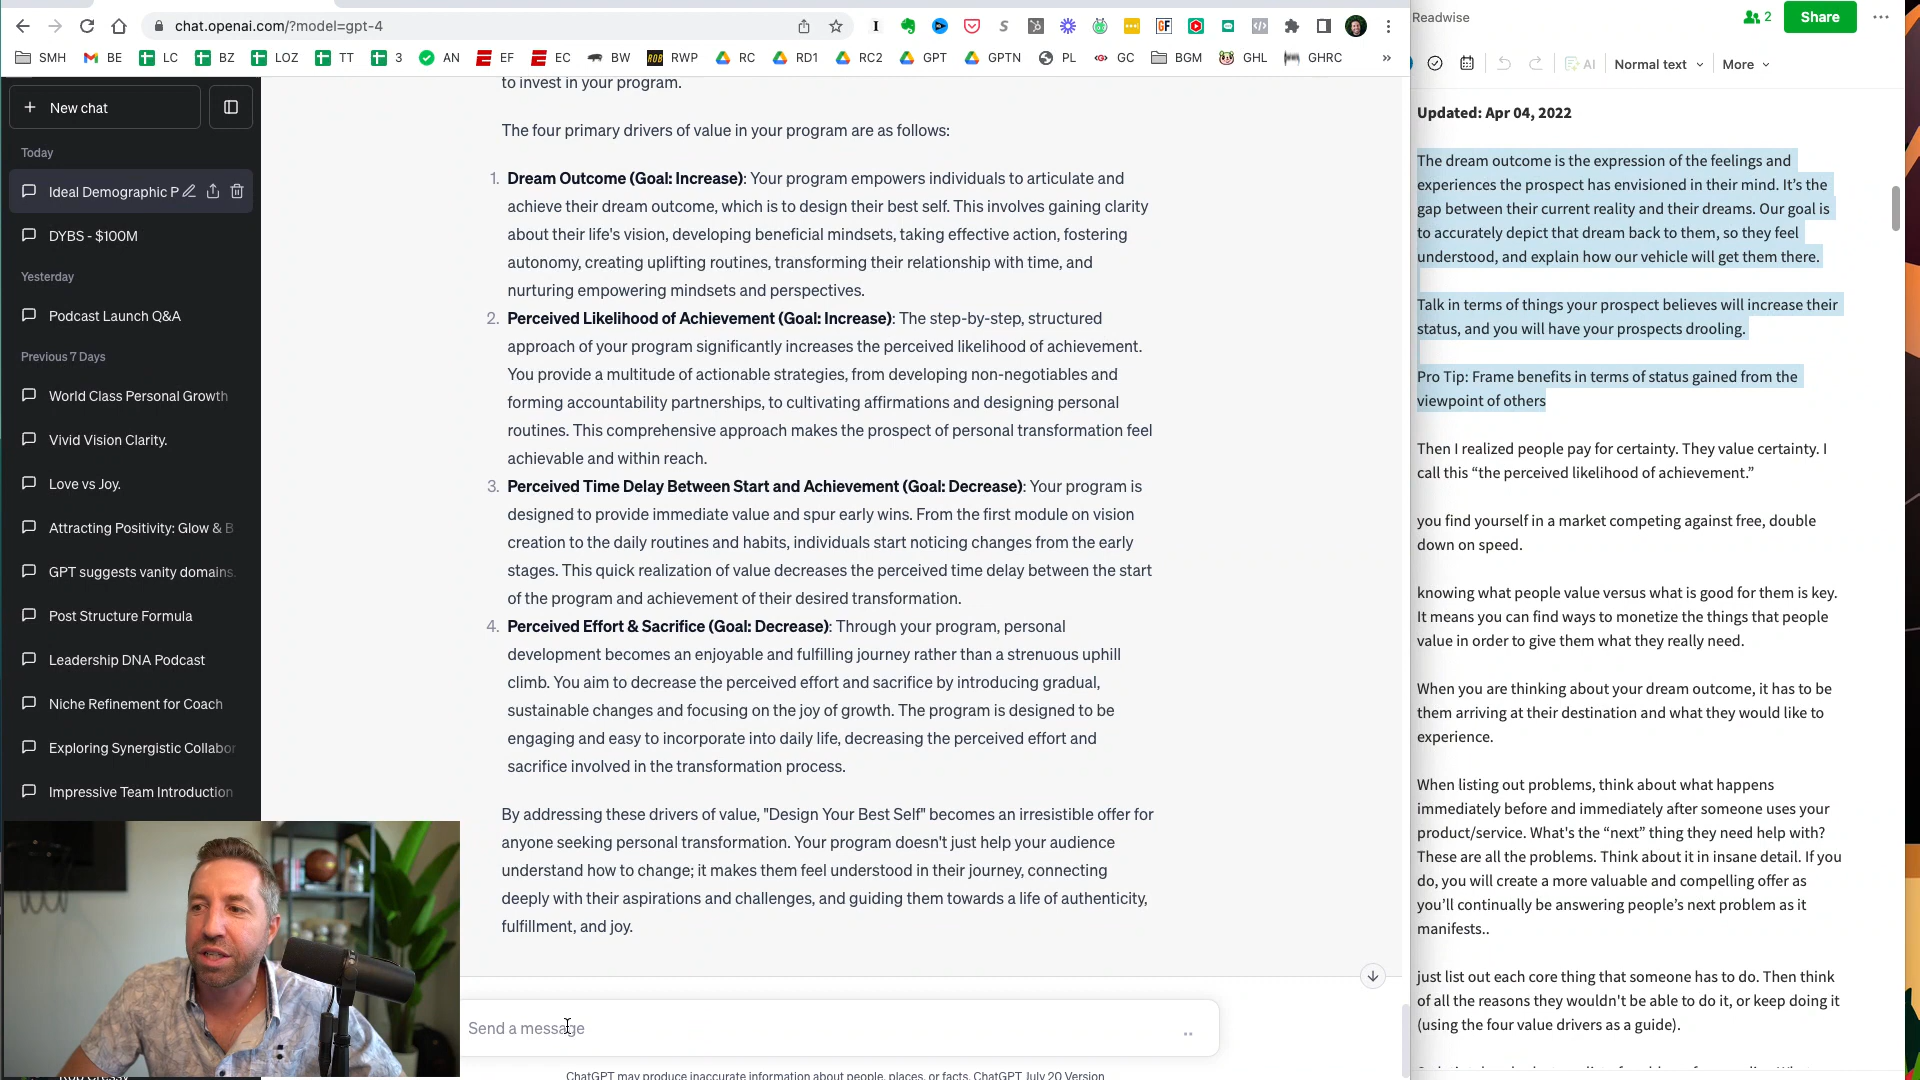 chat.openai.com/?model=gpt-4
SMH BE LC BZ LOZ TT 3 AN EF EC BW RWP RC RD1 RC2 GPT GPTN PL GC BGM GHL GHRC »
New chat
Today
Ideal Demographic P
DYBS - $100M
Yesterday
Podcast Launch Q&A
Previous 7 Days
World Class Personal Growth
Vivid Vision Clarity.
Love vs Joy.
Attracting Positivity: Glow & B
GPT suggests vanity domains.
Post Structure Formula
Leadership DNA Podcast
Niche Refinement for Coach
Exploring Synergistic Collabor
Impressive Team Introduction
to invest in your program.
The four primary drivers of value in your program are as follows:
1. Dream Outcome (Goal: Increase): Your program empowers individuals to articulate and
achieve their dream outcome, which is to design their best self. This involves gaining clarity
about their life's vision, developing beneficial mindsets, taking effective action, fostering
autonomy, creating uplifting routines, transforming their relationship with time, and
nurturing empowering mindsets and perspectives.
2. Perceived Likelihood of Achievement (Goal: Increase): The step-by-step, structured
approach of your program significantly increases the perceived likelihood of achievement.
You provide a multitude of actionable strategies, from developing non-negotiables and
forming accountability partnerships, to cultivating affirmations and designing personal
routines. This comprehensive approach makes the prospect of personal transformation feel
achievable and within reach.
3. Perceived Time Delay Between Start and Achievement (Goal: Decrease): Your program is
designed to provide immediate value and spur early wins. From the first module on vision
creation to the daily routines and habits, individuals start noticing changes from the early
stages. This quick realization of value decreases the perceived time delay between the start
of the program and achievement of their desired transformation.
4. Perceived Effort & Sacrifice (Goal: Decrease): Through your program, personal
development becomes an enjoyable and fulfilling journey rather than a strenuous uphill
climb. You aim to decrease the perceived effort and sacrifice by introducing gradual,
sustainable changes and focusing on the joy of growth. The program is designed to be
engaging and easy to incorporate into daily life, decreasing the perceived effort and
sacrifice involved in the transformation process.
By addressing these drivers of value, "Design Your Best Self" becomes an irresistible offer for
anyone seeking personal transformation. Your program doesn't just help your audience
understand how to change; it makes them feel understood in their journey, connecting
deeply with their aspirations and challenges, and guiding them towards a life of authenticity,
fulfillment, and joy.
Send a message
ChatGPT may produce inaccurate information about people, places, or facts. ChatGPT July 20 Version
Readwise
2
Share
AI
Normal text
More
Updated: Apr 04, 2022
The dream outcome is the expression of the feelings and
experiences the prospect has envisioned in their mind. It’s the
gap between their current reality and their dreams. Our goal is
to accurately depict that dream back to them, so they feel
understood, and explain how our vehicle will get them there.
Talk in terms of things your prospect believes will increase their
status, and you will have your prospects drooling.
Pro Tip: Frame benefits in terms of status gained from the
viewpoint of others
Then I realized people pay for certainty. They value certainty. I
call this “the perceived likelihood of achievement.”
you find yourself in a market competing against free, double
down on speed.
knowing what people value versus what is good for them is key.
It means you can find ways to monetize the things that people
value in order to give them what they really need.
When you are thinking about your dream outcome, it has to be
them arriving at their destination and what they would like to
experience.
When listing out problems, think about what happens
immediately before and immediately after someone uses your
product/service. What's the “next” thing they need help with?
These are all the problems. Think about it in insane detail. If you
do, you will create a more valuable and compelling offer as
you’ll continually be answering people’s next problem as it
manifests..
just list out each core thing that someone has to do. Then think
of all the reasons they wouldn't be able to do it, or keep doing it
(using the four value drivers as a guide).